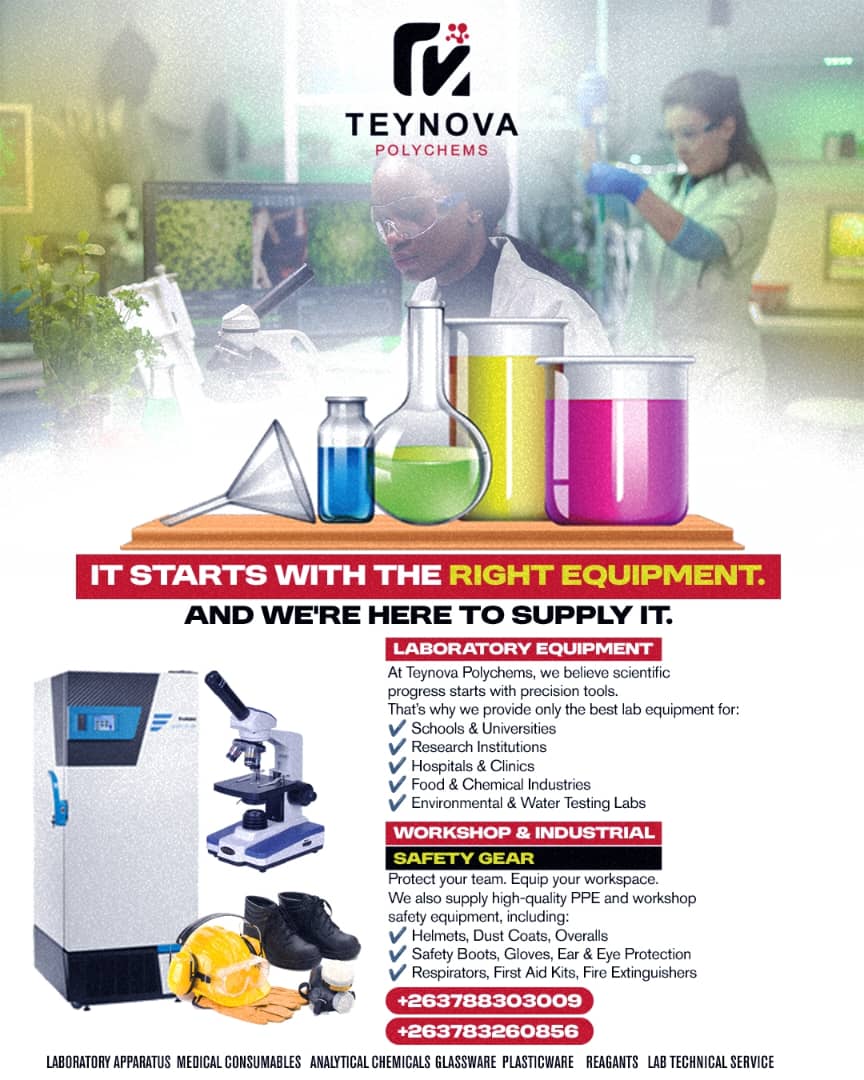 TEYNOVA
POLYCHEMS
IT STARTS WITH THE RIGHT EQUIPMENT.
AND WE'RE HERE TO SUPPLY IT.
LABORATORY EQUIPMENT
At Teynova Polychems, we believe scientific
progress starts with precision tools.
That's why we provide only the best lab equipment for:
✔ Schools & Universities
✔ Research Institutions
✔ Hospitals & Clinics
✔ Food & Chemical Industries
✔ Environmental & Water Testing Labs
WORKSHOP & INDUSTRIAL
SAFETY GEAR
Protect your team. Equip your workspace.
We also supply high-quality PPE and workshop
safety equipment, including:
✔ Helmets, Dust Coats, Overalls
✔ Safety Boots, Gloves, Ear & Eye Protection
✔ Respirators, First Aid Kits, Fire Extinguishers
+263788303009
+263783260856
LABORATORY APPARATUS MEDICAL CONSUMABLES ANALYTICAL CHEMICALS GLASSWARE PLASTICWARE REAGANTS LAB TECHNICAL SERVICE